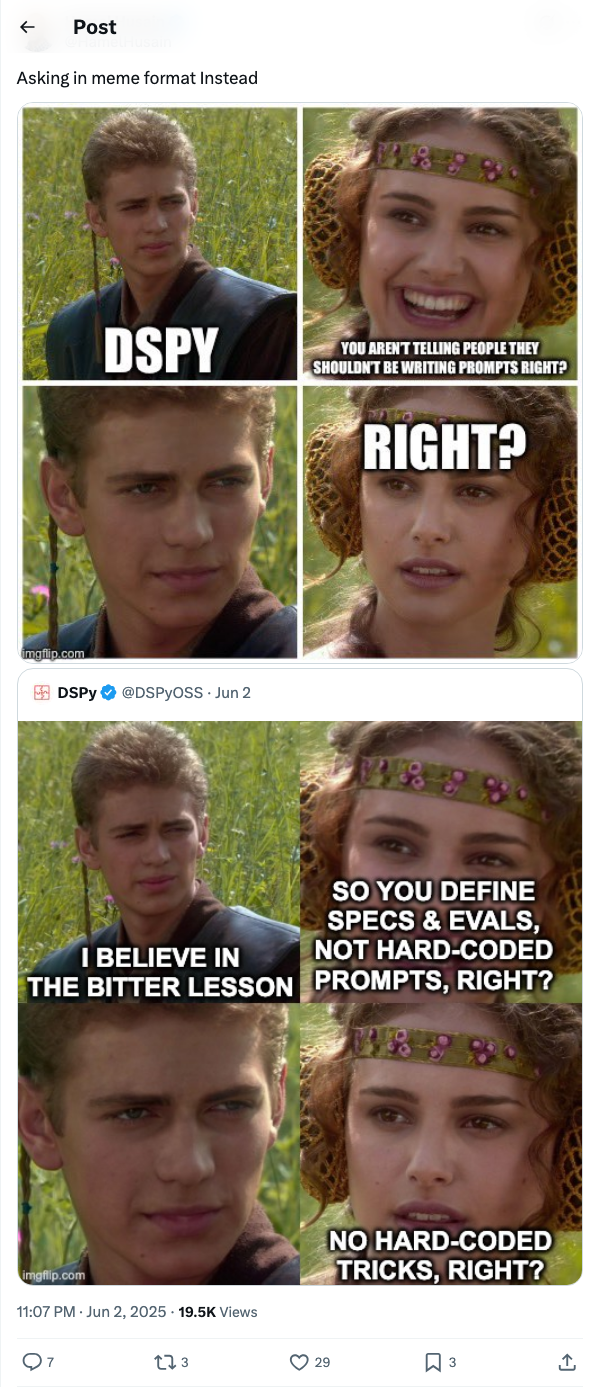 Post
Asking in meme format Instead
DSPY
YOU AREN'T TELLING PEOPLE THEY
SHOULDN'T BE WRITING PROMPTS RIGHT?
RIGHT?
imgflip.com
DSPy @DSPyOSS · Jun 2
I BELIEVE IN
THE BITTER LESSON
SO YOU DEFINE
SPECS & EVALS,
NOT HARD-CODED
PROMPTS, RIGHT?
NO HARD-CODED
TRICKS, RIGHT?
imgflip.com
11:07 PM · Jun 2, 2025 · 19.5K Views
7 3 29 3